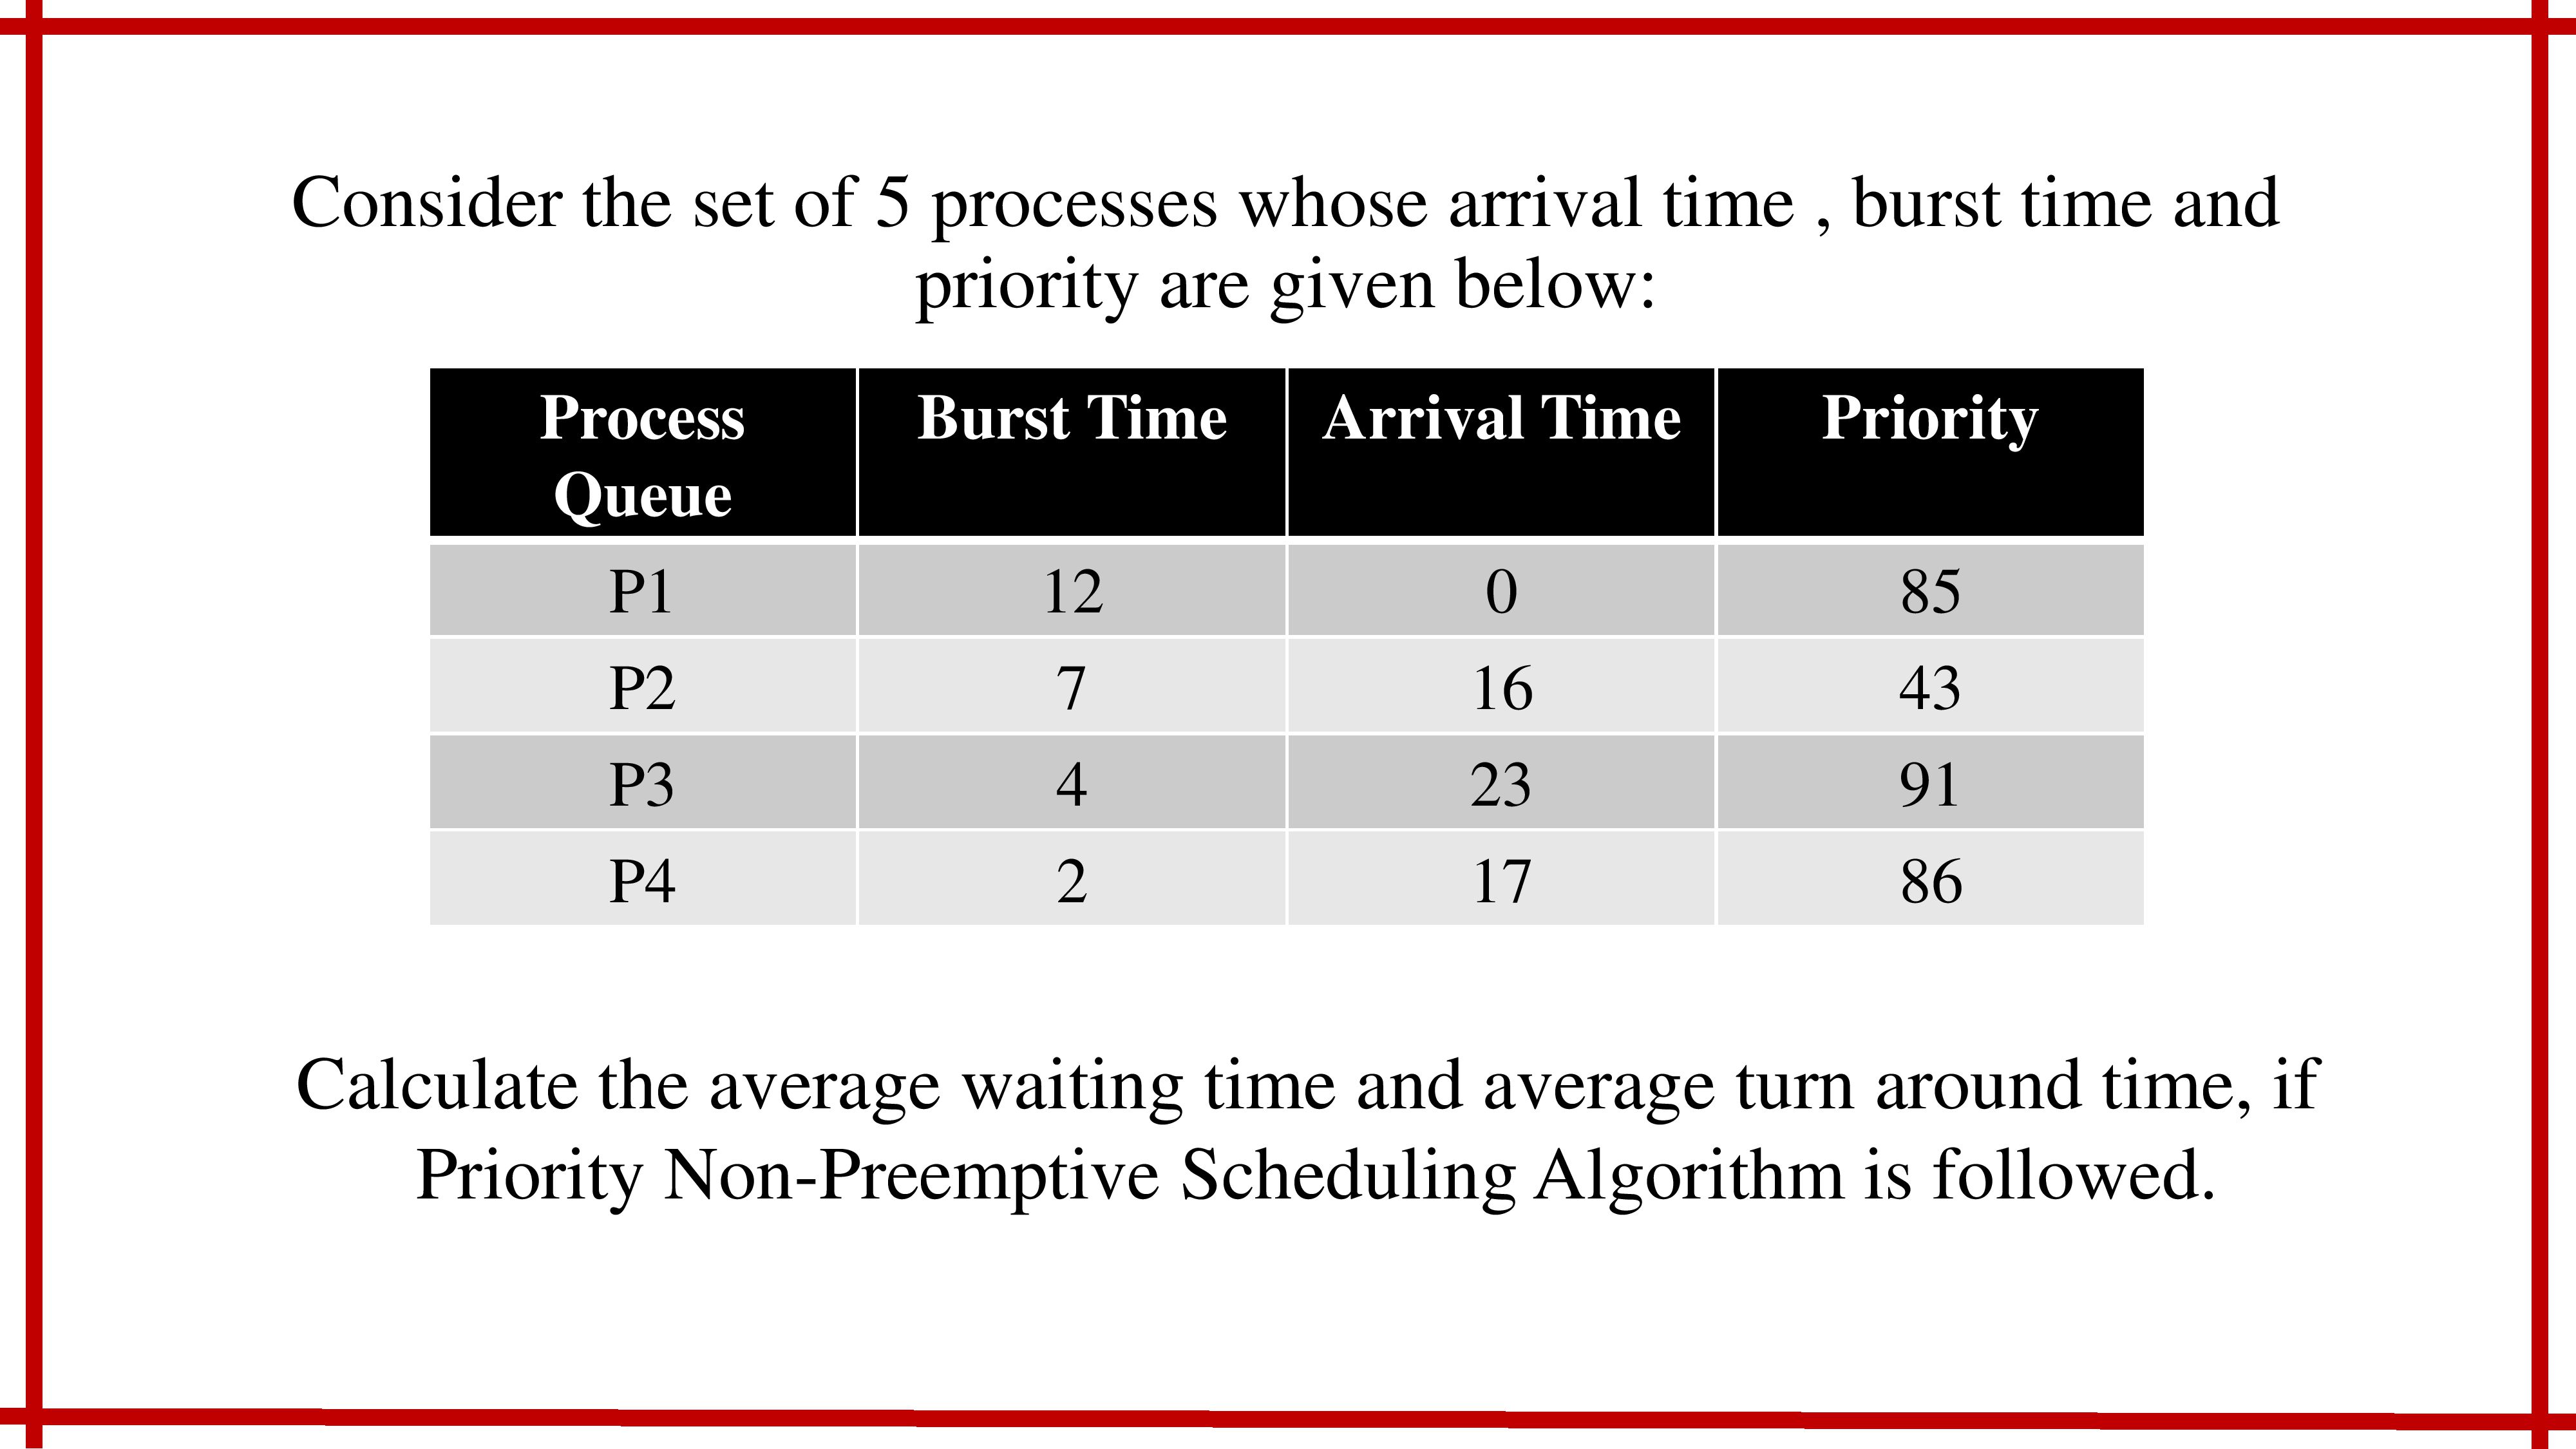 Consider the set of 5 processes whose arrival time , burst time and
priority are given below:
Process Queue Burst Time Arrival Time Priority
P1 12 0 85
P2 7 16 43
P3 4 23 91
P4 2 17 86
Calculate the average waiting time and average turn around time, if
Priority Non-Preemptive Scheduling Algorithm is followed.